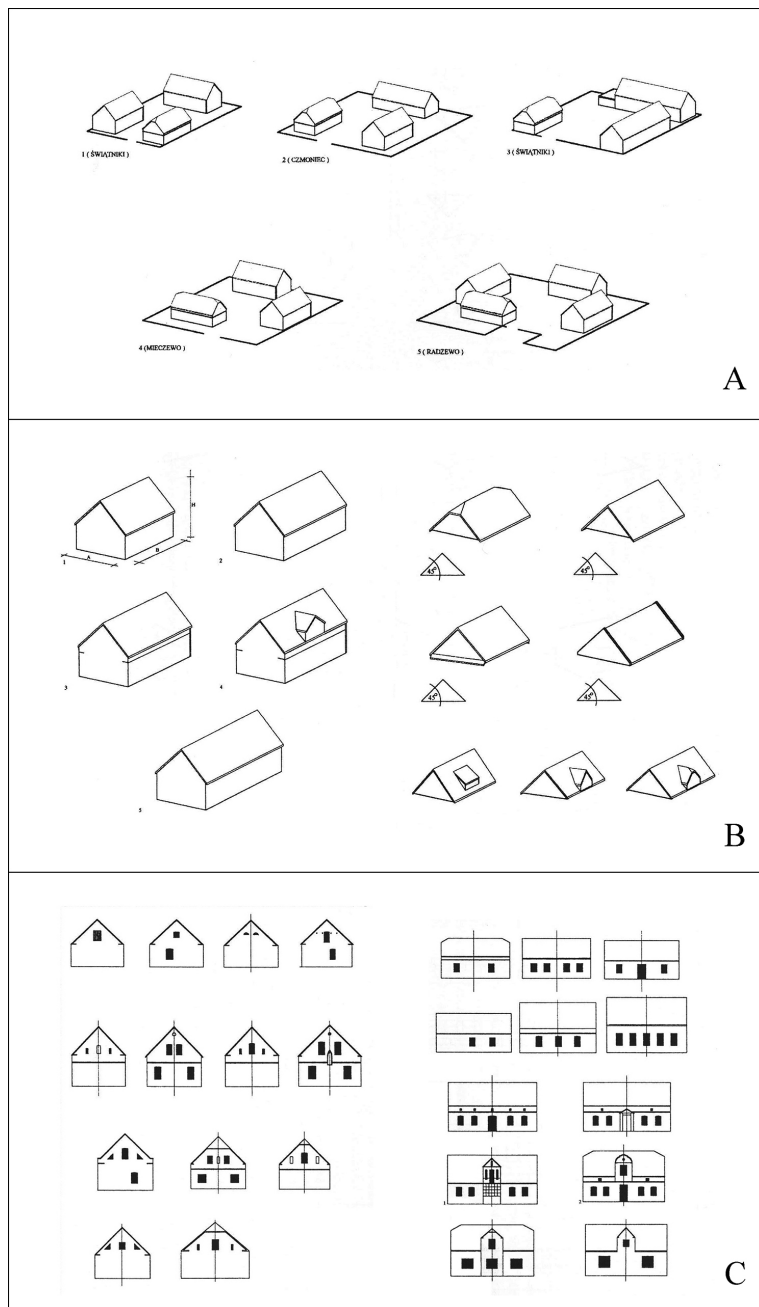 1 ( ŚWIĄTNIKI )
2 ( CZMONIEC )
3 ( ŚWIĄTNIKI )
4 (MIECZEWO )
5 ( RADZEWO )
A
H
A
B
1
2
45°
45°
3
4
45°
45°
5
B
1
2
C